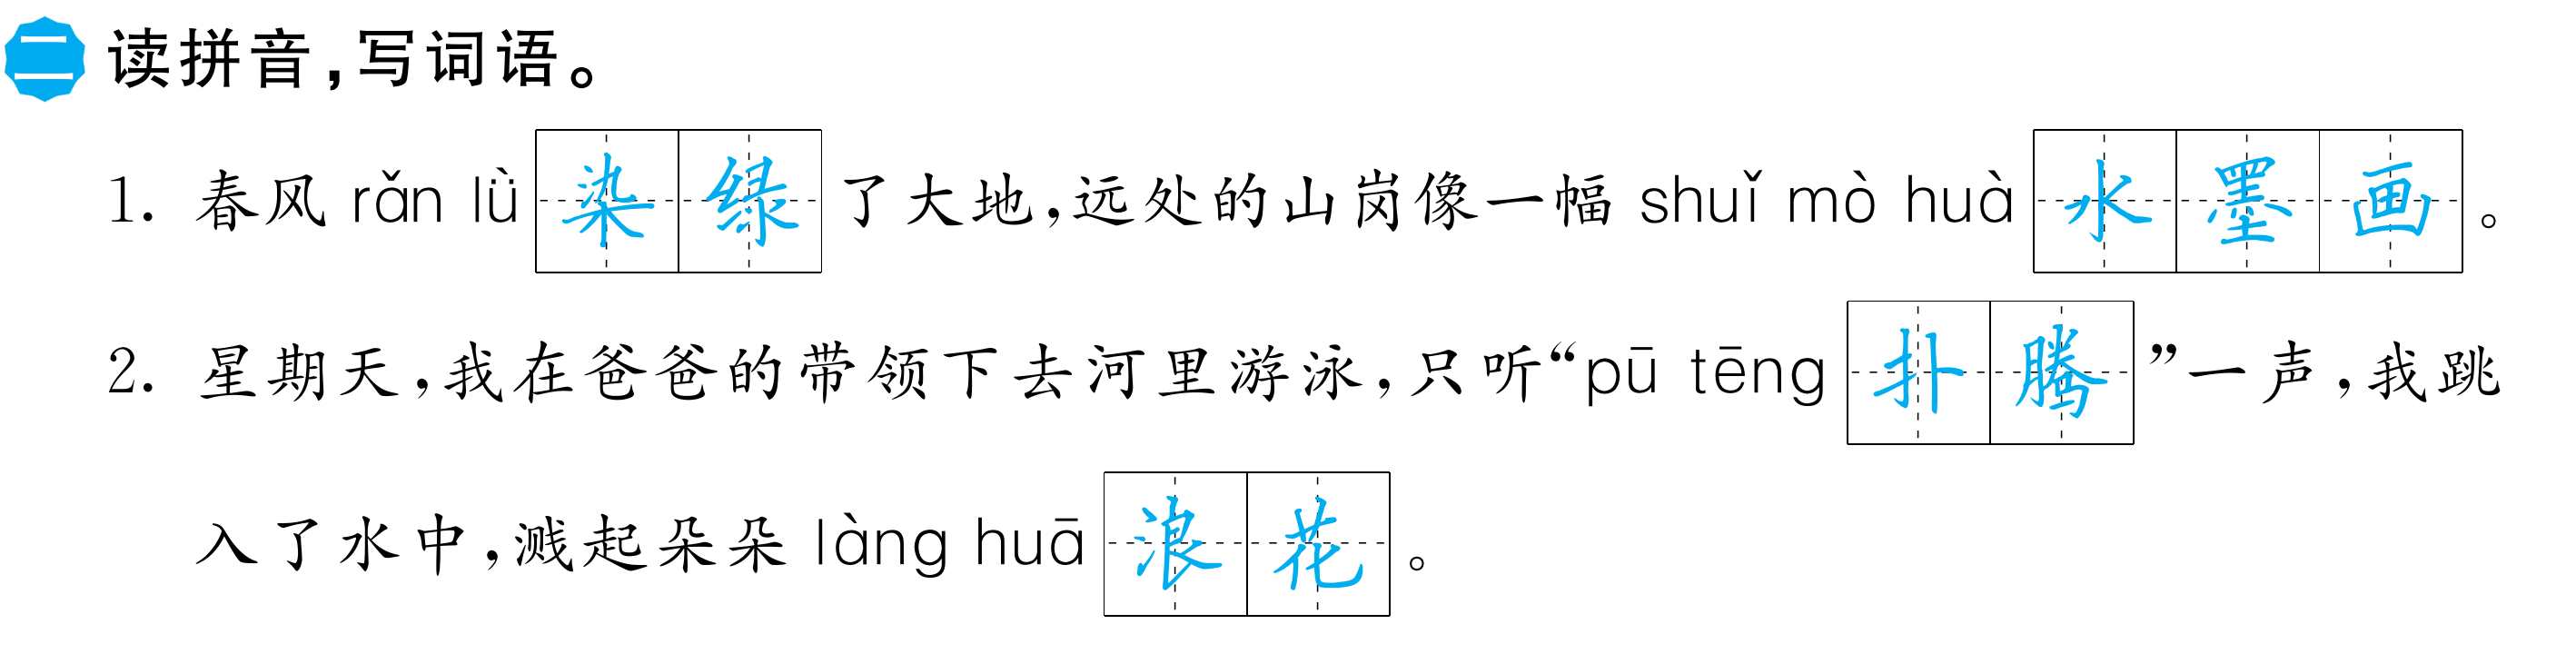 二 读拼音,写词语。
1. 春风 rǎn lǜ 染绿 了大地,远处的山岗像一幅 shuǐ mò huà 水墨画 。
2. 星期天,我在爸爸的带领下去河里游泳,只听“pū tēng 扑腾 ”一声,我跳
入了水中,溅起朵朵 làng huā 浪花 。